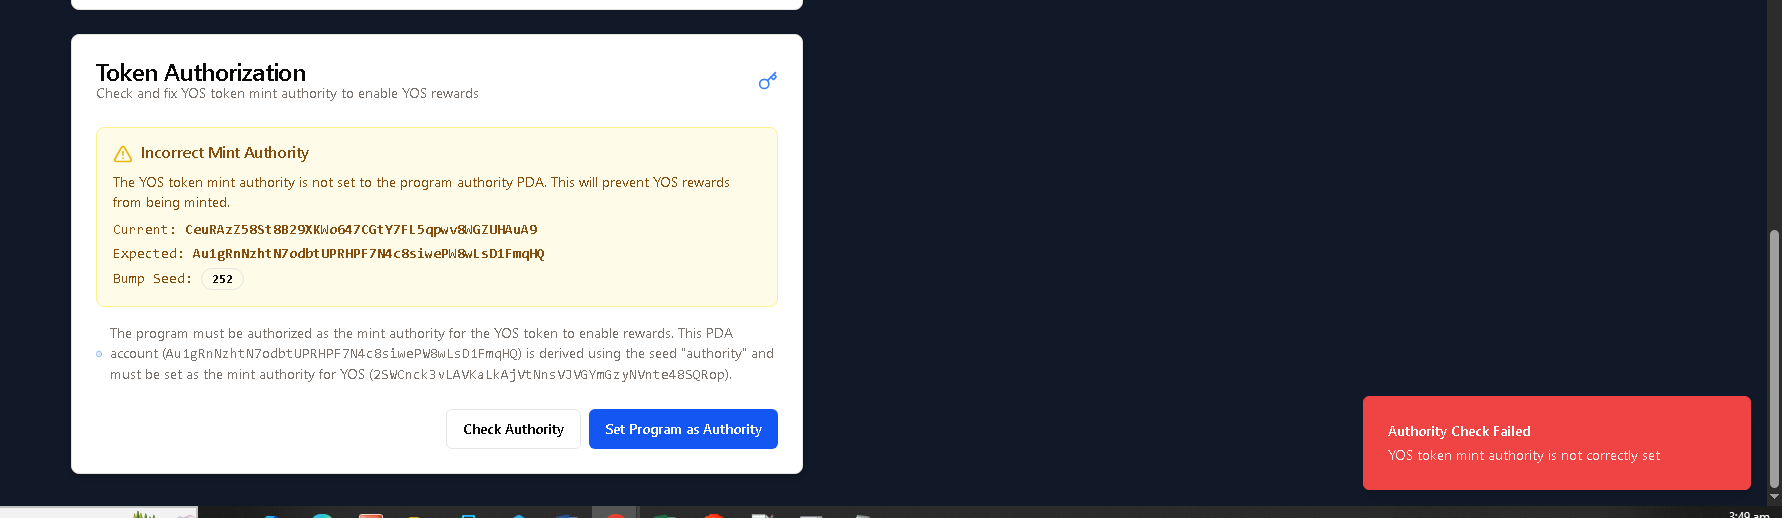 Token Authorization
Check and fix YOS token mint authority to enable YOS rewards
Incorrect Mint Authority
The YOS token mint authority is not set to the program authority PDA. This will prevent YOS rewards
from being minted.
Current: CeuRAzZ58St8B29XKWo647CGtY7FL5qpwv8WGZUHAuA9
Expected: Au1gRnNzhtN7odbtUPRHPF7N4c8siwePW8wLsD1FmqHQ
Bump Seed: 252
The program must be authorized as the mint authority for the YOS token to enable rewards. This PDA
account (Au1gRnNzhtN7odbtUPRHPF7N4c8siwePW8wLsD1FmqHQ) is derived using the seed "authority" and
must be set as the mint authority for YOS (2SWCnck3vLAVKaLkAjVtNnsVJVGYmGzyNVnte48SQRop).
Check Authority
Set Program as Authority
Authority Check Failed
YOS token mint authority is not correctly set
3:49 am